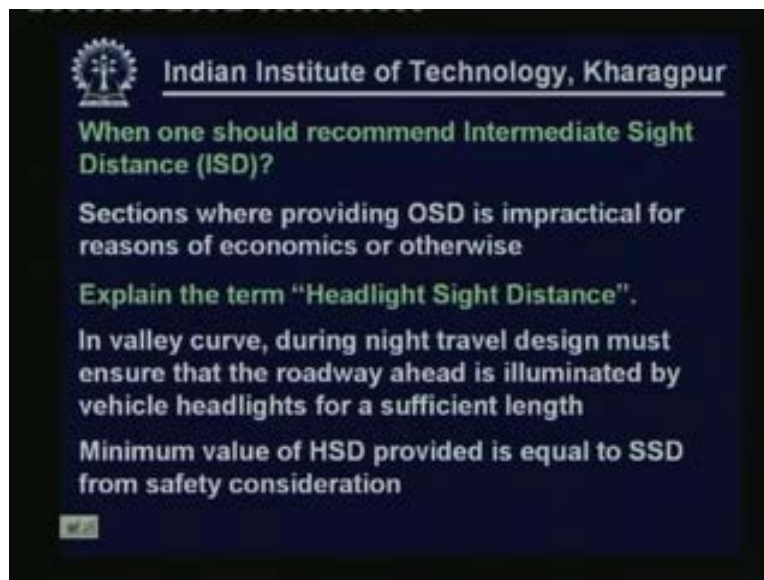 Indian Institute of Technology, Kharagpur
When one should recommend Intermediate Sight
Distance (ISD)?
Sections where providing OSD is impractical for
reasons of economics or otherwise
Explain the term “Headlight Sight Distance”.
In valley curve, during night travel design must
ensure that the roadway ahead is illuminated by
vehicle headlights for a sufficient length
Minimum value of HSD provided is equal to SSD
from safety consideration